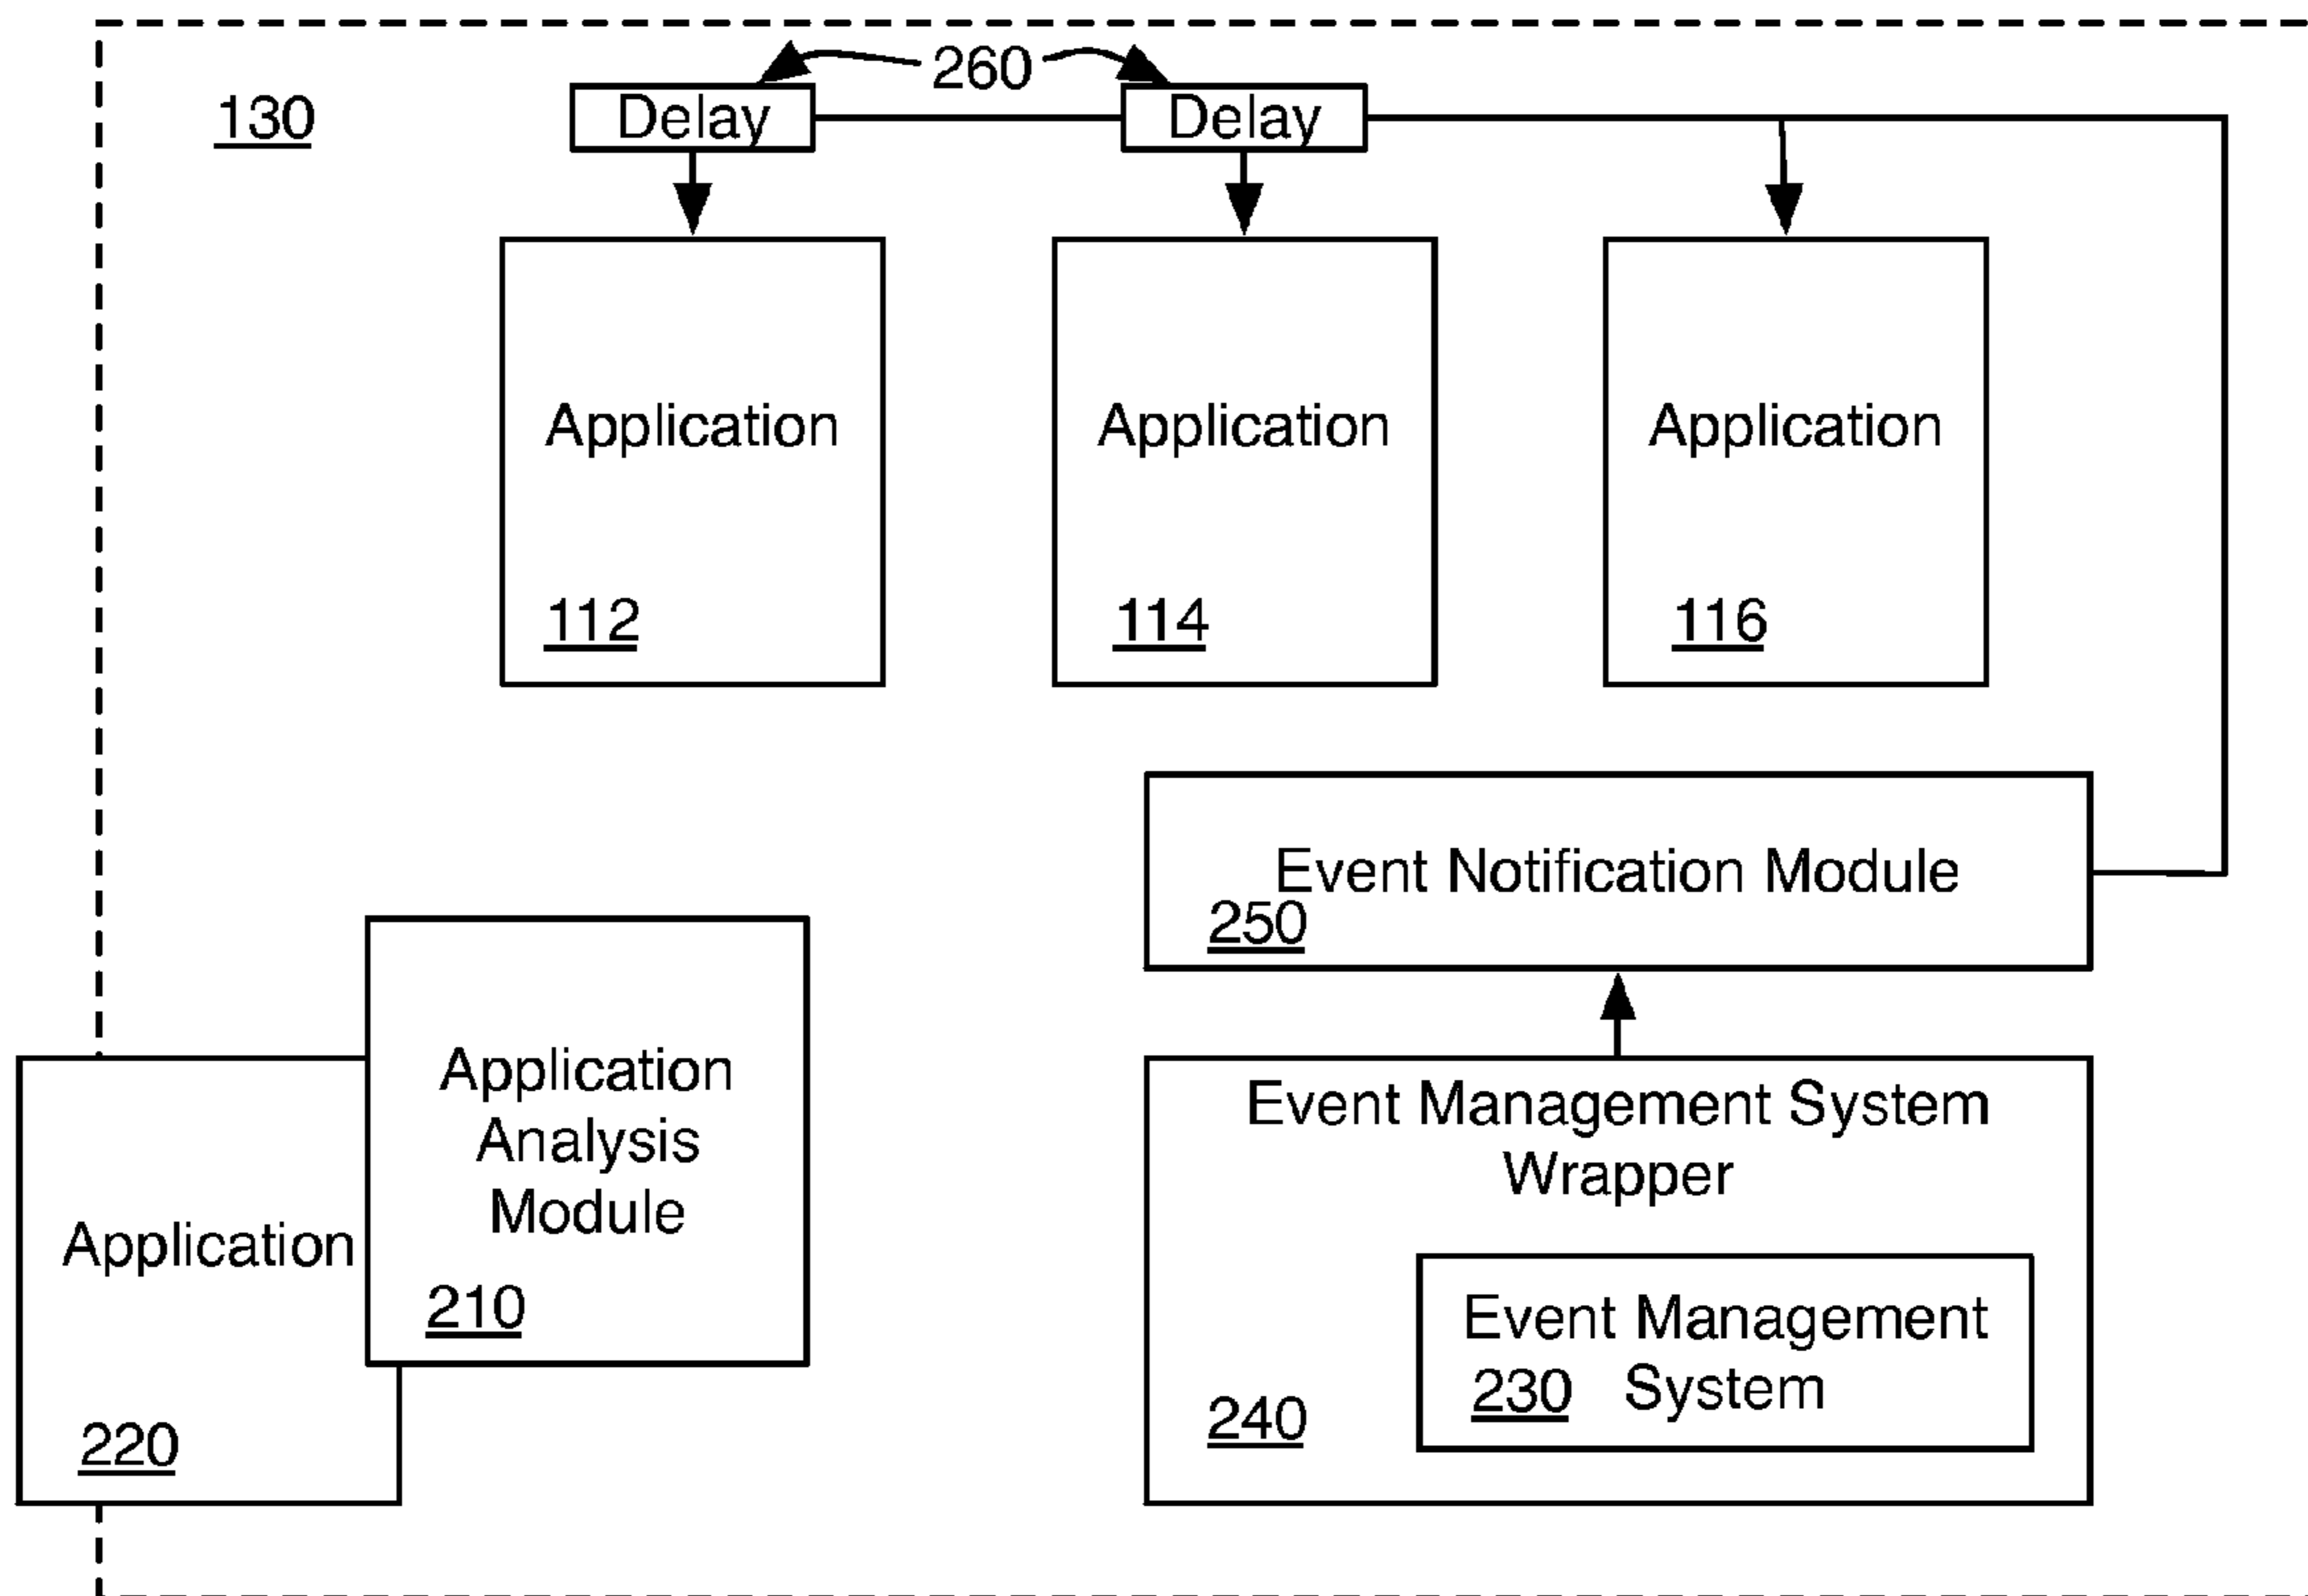 260
130
Delay
Delay
Application
112
Application
114
Application
116
Event Notification Module
250
Application
Analysis
Module
210
Application
220
Event Management System
Wrapper
240
Event Management
230 System